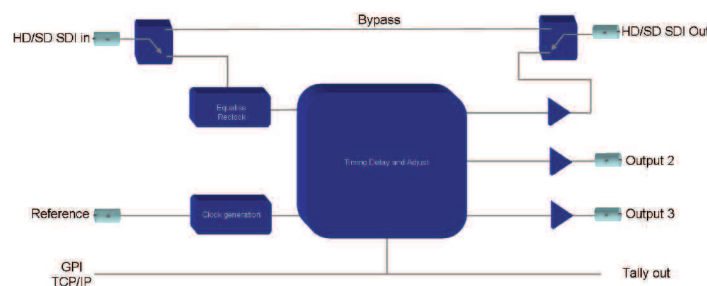 Bypass
HD/SD SDI in
HD/SD SDI Out
Equalise
Reclock
Timing Delay and Adjust
Output 2
Reference
Clock generation
Output 3
GPI
TCP/IP
Tally out